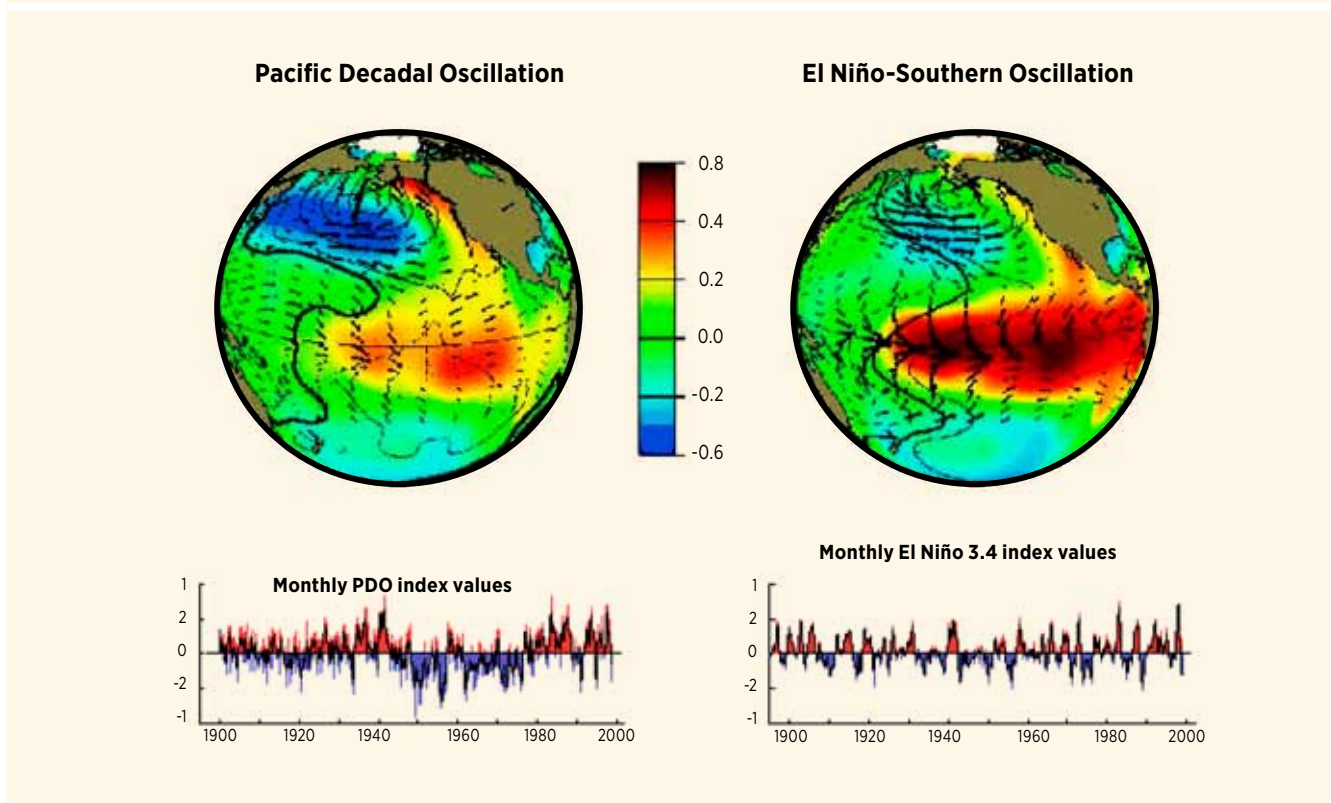 Pacific Decadal Oscillation
El Niño-Southern Oscillation
0.8
0.4
0.2
0.0
-0.2
-0.6
Monthly PDO index values
1
2
0
-2
-1
1900 1920 1940 1960 1980 2000
Monthly El Niño 3.4 index values
1
2
0
-2
-1
1900 1920 1940 1960 1980 2000